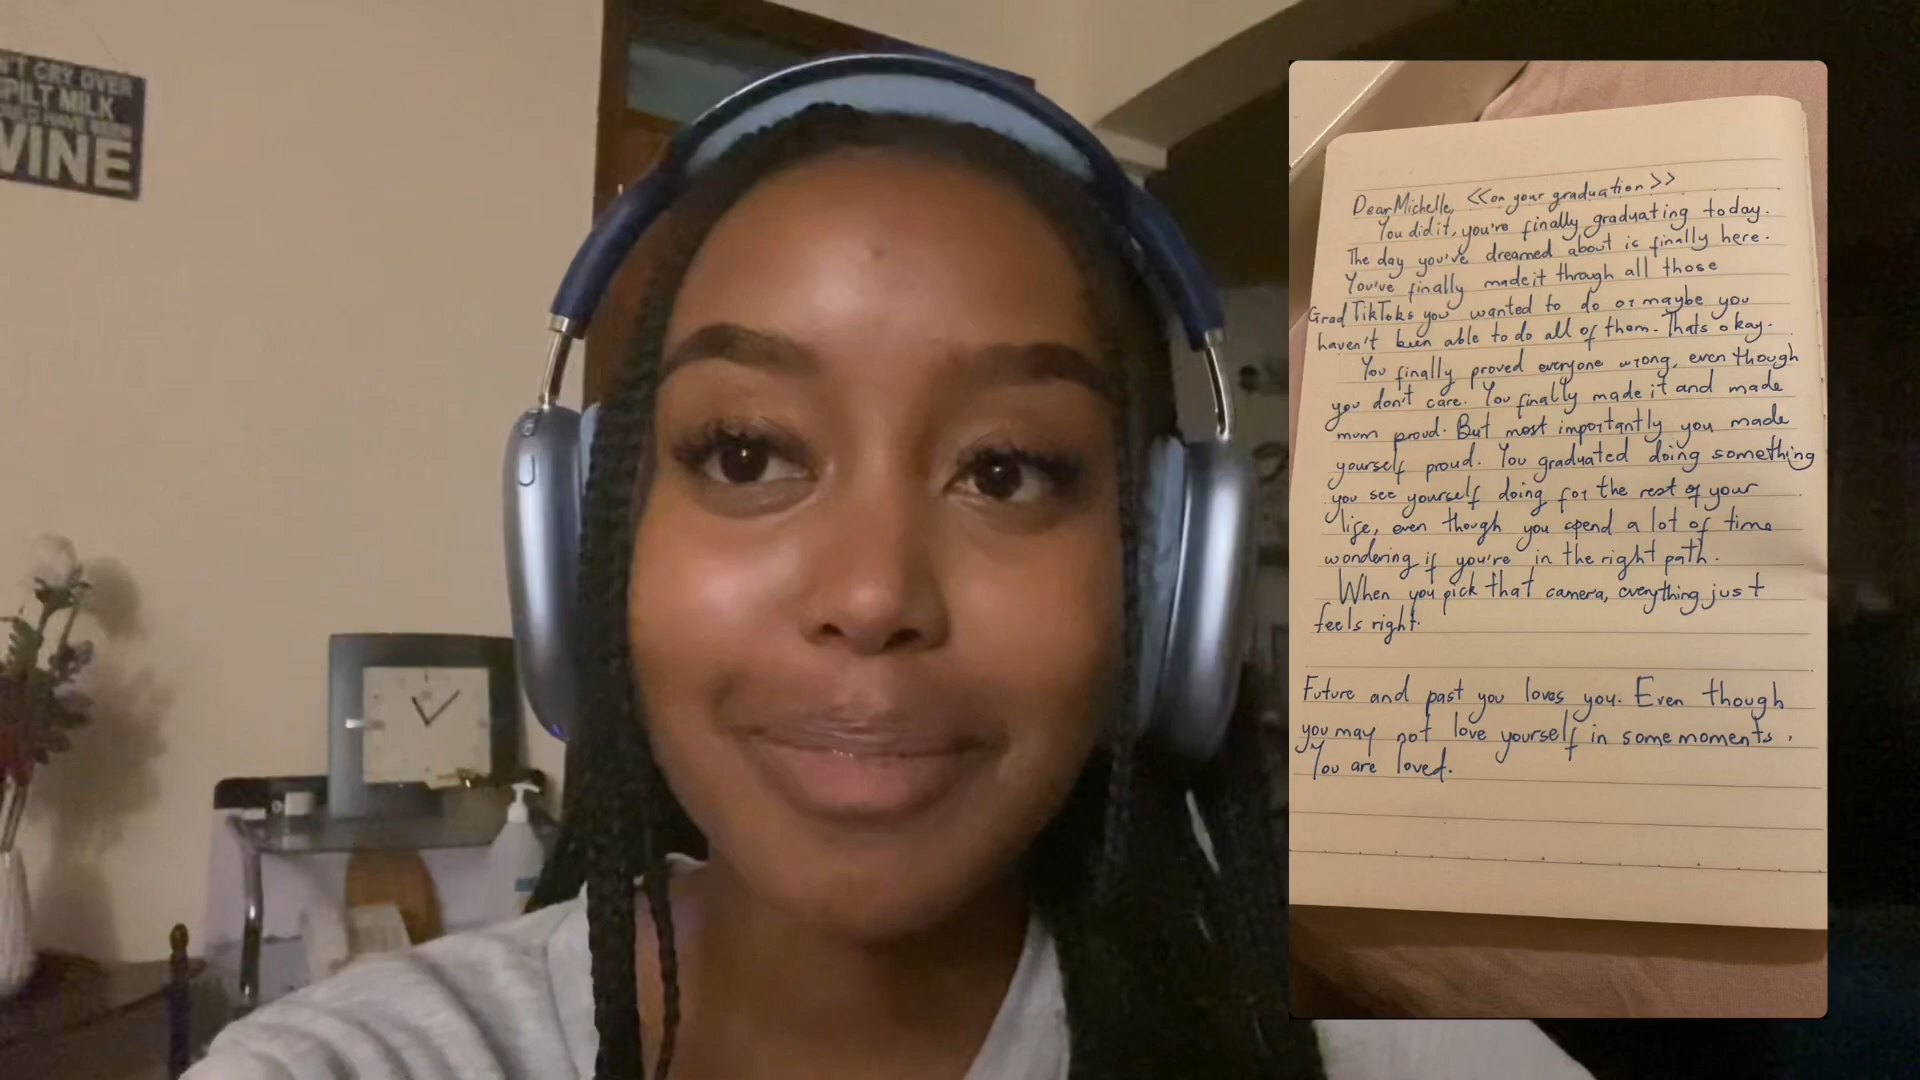 N'T CRY OVER
SPILT MILK
COULD HAVE BEEN
WINE
Dear Michelle, <<on your graduation>>
You did it, you're finally graduating today.
The day you've dreamed about is finally here.
You've finally made it through all those
Grad TikToks you wanted to do or maybe you
haven't been able to do all of them. Thats okay.
You finally proved everyone wrong, even though
you don't care. You finally made it and made
mum proud. But most importantly you made
yourself proud. You graduated doing something
you see yourself doing for the rest of your
life, even though you spend a lot of time
wondering if you're in the right path.
When you pick that camera, everything just
feels right.
Future and past you loves you. Even though
you may not love yourself in some moments.
You are loved.